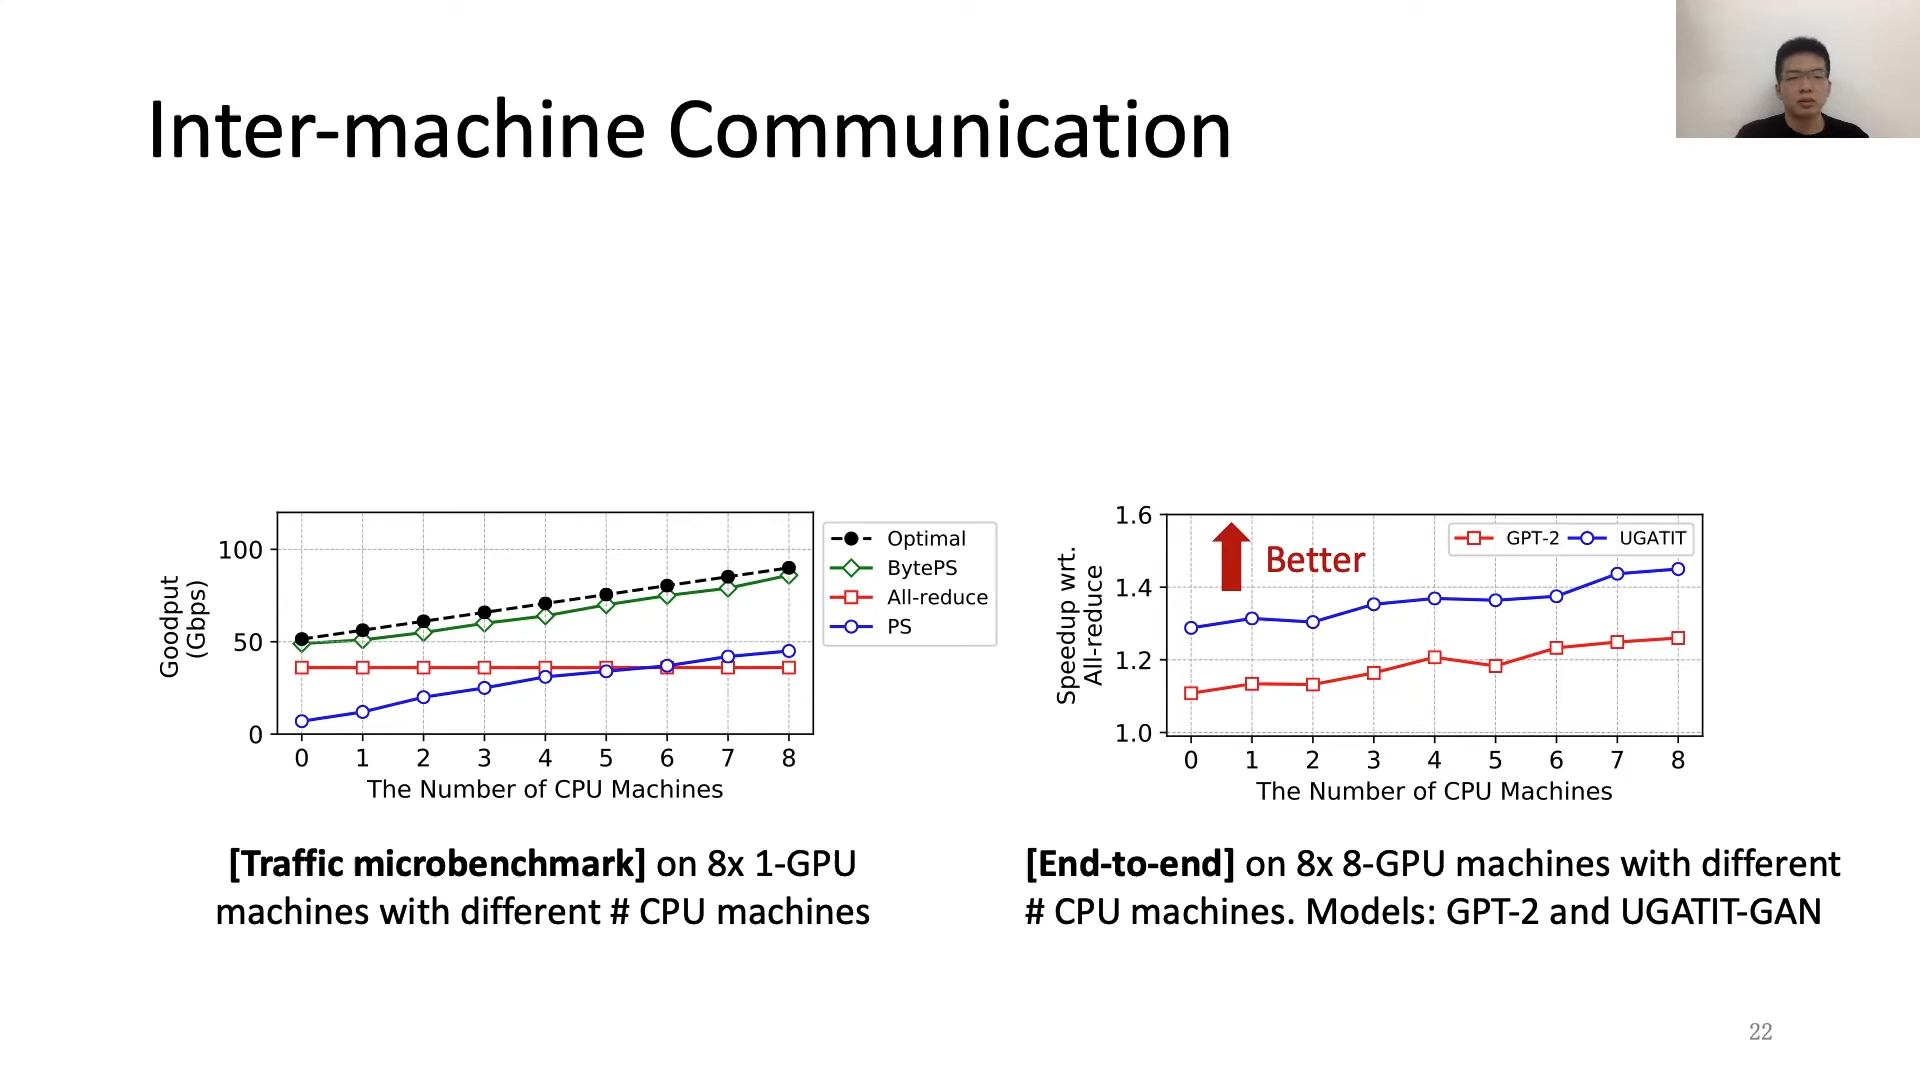 Inter-machine Communication
Goodput
(Gbps)
100
50
0
0 1 2 3 4 5 6 7 8
The Number of CPU Machines
Optimal
BytePS
All-reduce
PS
[Traffic microbenchmark] on 8x 1-GPU
machines with different # CPU machines
Speedup wrt.
All-reduce
1.6
1.4
1.2
1.0
Better
GPT-2 UGATIT
0 1 2 3 4 5 6 7 8
The Number of CPU Machines
[End-to-end] on 8x 8-GPU machines with different
# CPU machines. Models: GPT-2 and UGATIT-GAN
22